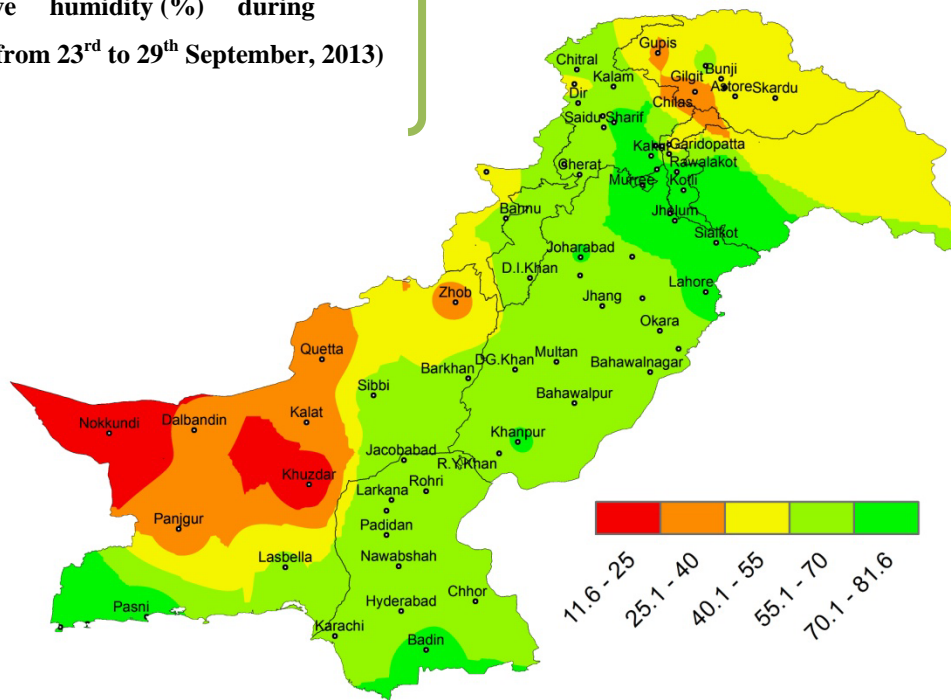 ve humidity (%) during
from 23rd to 29th September, 2013)
Gupis
Chitral
Bunji
Kalam
Gilgit
Astore Skardu
Dir
Chilas
Saidu Sharif
Garidopatta
Kakul
Cherat
Rawalakot
Murree
Kotli
Bannu
Jhelum
Sialkot
Joharabad
D.I.Khan
Lahore
Zhob
Jhang
Okara
Quetta
Multan
D.G.Khan
Bahawalnagar
Barkhan
Sibbi
Bahawalpur
Kalat
Dalbandin
Nokkundi
Khanpur
Jacobabad
R.Y.Khan
Khuzdar
Rohri
Larkana
Panjgur
Padidan
Lasbella
Nawabshah
Chhor
Pasni
Hyderabad
Karachi
Badin
11.6 - 25
25.1 - 40
40.1 - 55
55.1 - 70
70.1 - 81.6